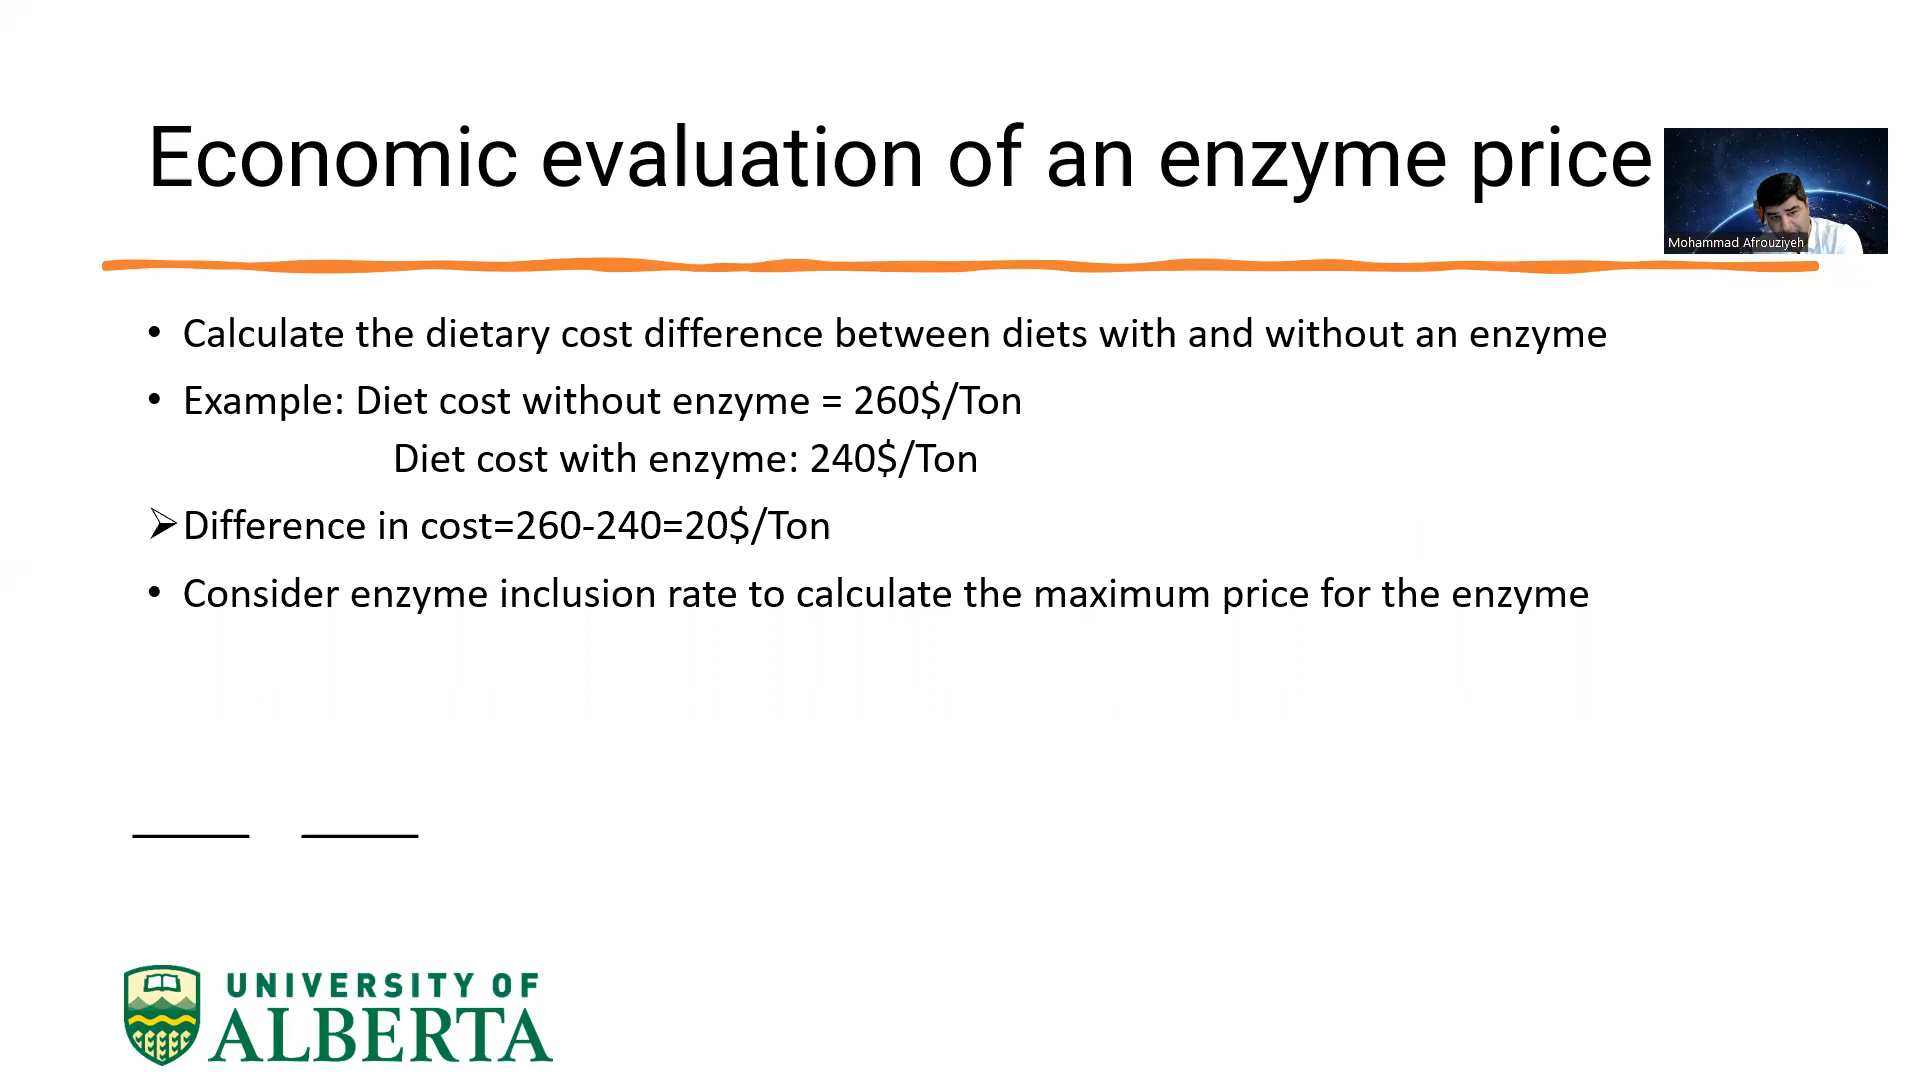 Economic evaluation of an enzyme price
Mohammad Afrouziyeh
• Calculate the dietary cost difference between diets with and without an enzyme
• Example: Diet cost without enzyme = 260$/Ton
Diet cost with enzyme: 240$/Ton
➢Difference in cost=260-240=20$/Ton
• Consider enzyme inclusion rate to calculate the maximum price for the enzyme
UNIVERSITY OF
ALBERTA